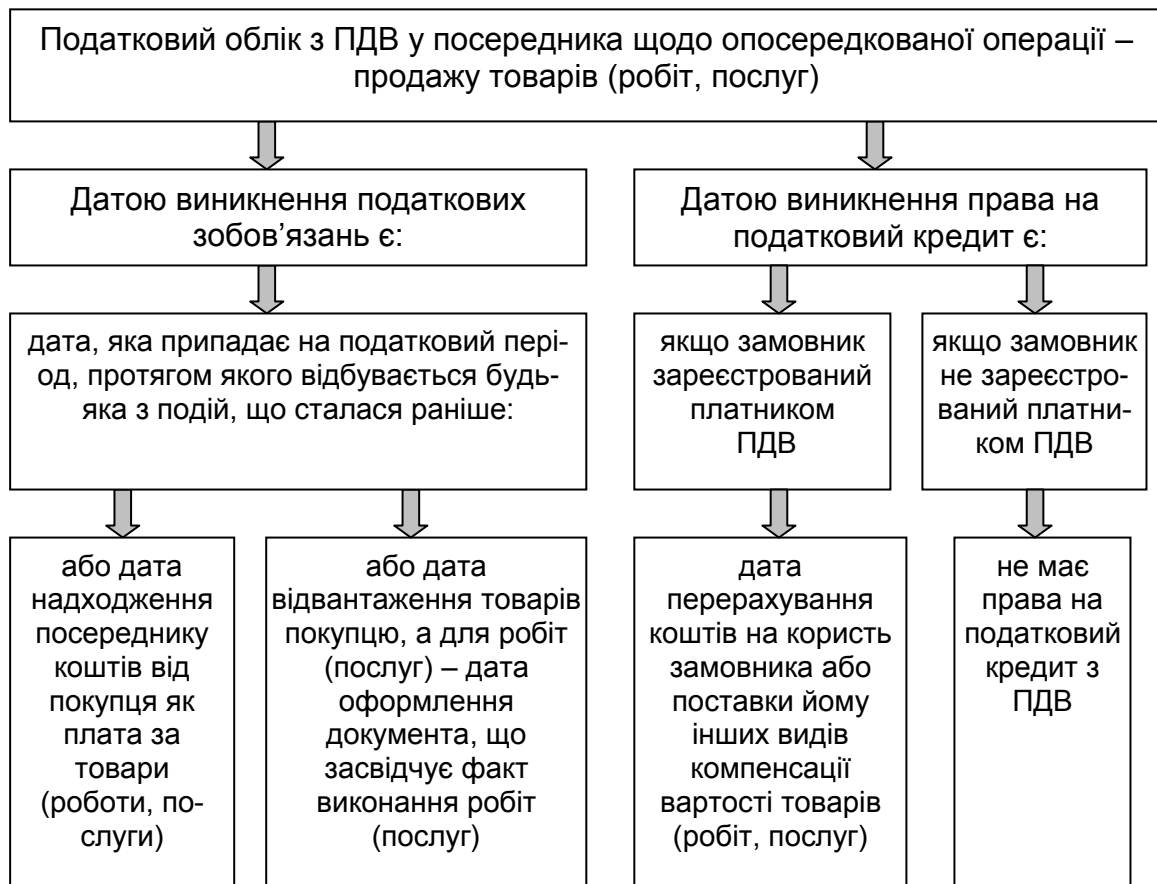 Податковий облік з ПДВ у посередника щодо опосередкованої операції –
продажу товарів (робіт, послуг)
Датою виникнення податкових
зобов’язань є:
Датою виникнення права на
податковий кредит є:
дата, яка припадає на податковий пері-
од, протягом якого відбувається будь-
яка з подій, що сталася раніше:
якщо замовник
зареєстрований
платником
ПДВ
якщо замовник
не зареєстро-
ваний платни-
ком ПДВ
або дата
надходження
посереднику
коштів від
покупця як
плата за
товари
(роботи, по-
слуги)
або дата
відвантаження товарів
покупцю, а для робіт
(послуг) – дата
оформлення
документа, що
засвідчує факт
виконання робіт
(послуг)
дата
перерахування
коштів на користь
замовника або
поставки йому
інших видів
компенсації
вартості товарів
(робіт, послуг)
не має
права на
податковий
кредит з
ПДВ